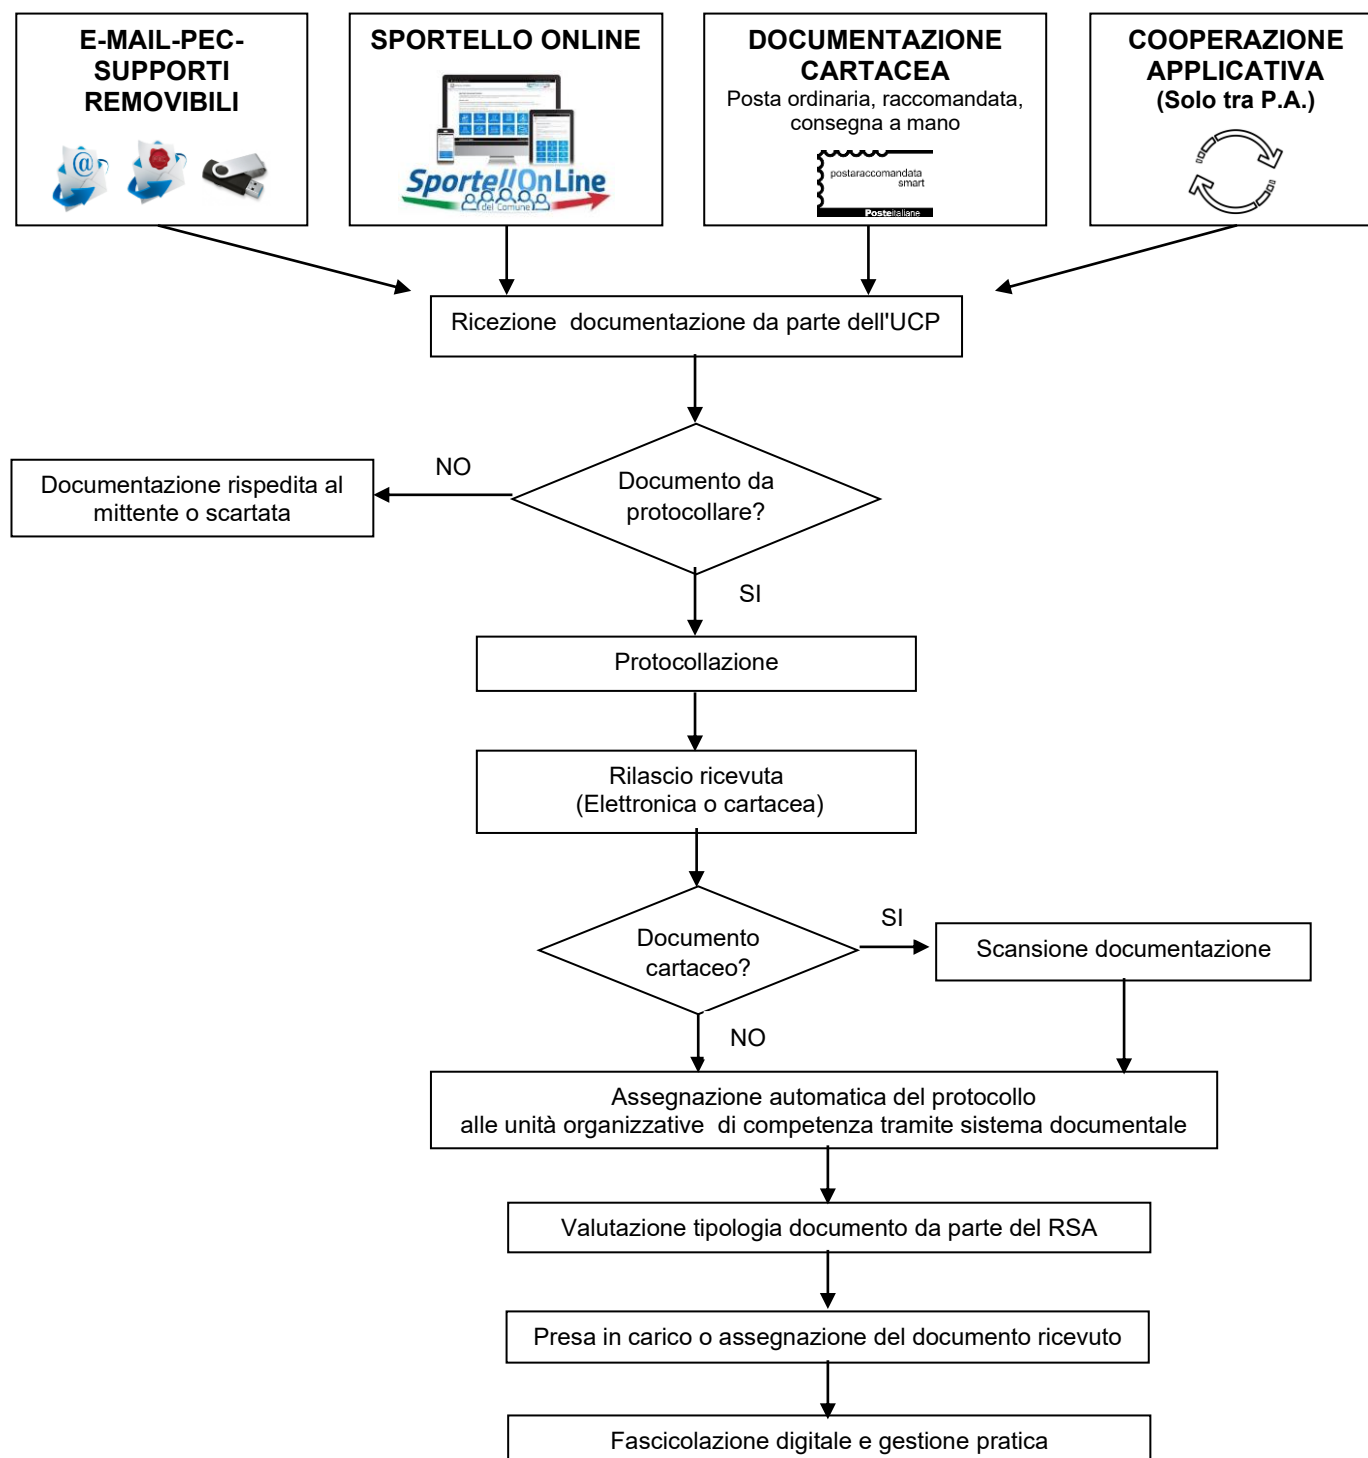 E-MAIL-PEC-
SUPPORTI
REMOVIBILI
@
SPORTELLO ONLINE
SportellOnLine
del Comune
DOCUMENTAZIONE
CARTACEA
Posta ordinaria, raccomandata,
consegna a mano
postaraccomandata
smart
Posteitaliane
COOPERAZIONE
APPLICATIVA
(Solo tra P.A.)
Ricezione documentazione da parte dell'UCP
NO
Documento da
protocollare?
Documentazione rispedita al
mittente o scartata
SI
Protocollazione
Rilascio ricevuta
(Elettronica o cartacea)
SI
Documento
cartaceo?
Scansione documentazione
NO
Assegnazione automatica del protocollo
alle unità organizzative di competenza tramite sistema documentale
Valutazione tipologia documento da parte del RSA
Presa in carico o assegnazione del documento ricevuto
Fascicolazione digitale e gestione pratica